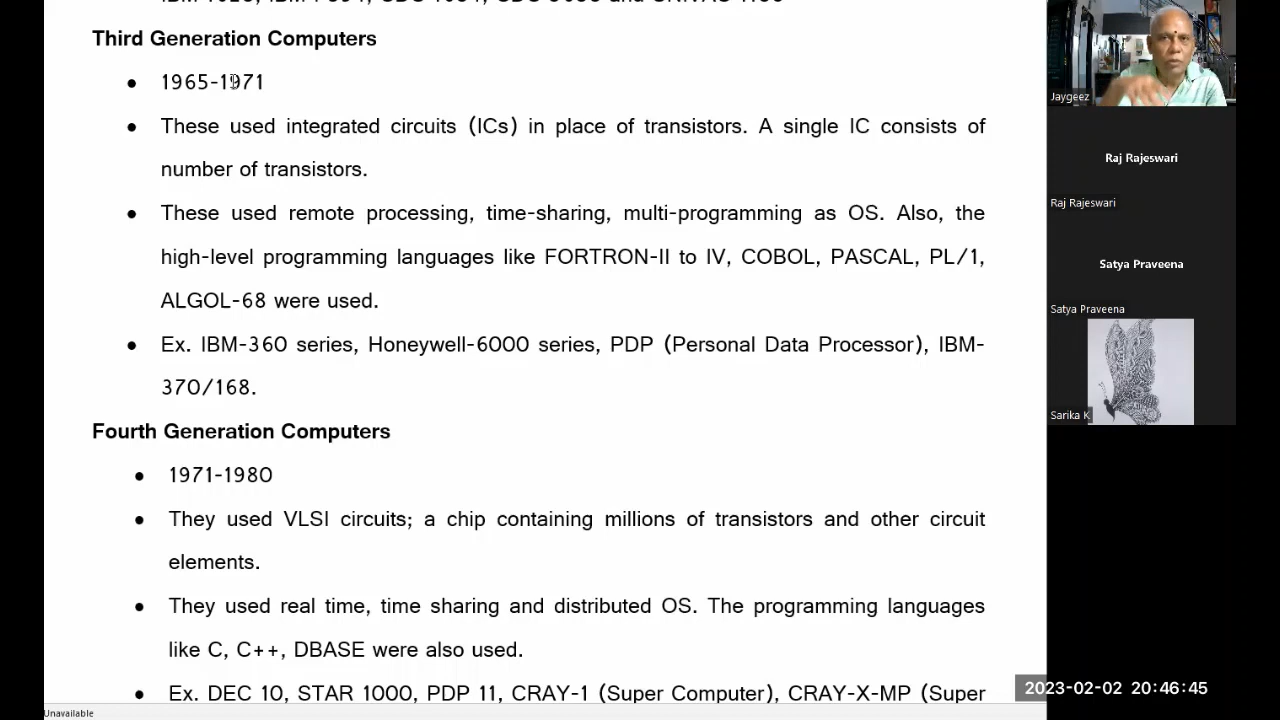 Third Generation Computers
● 1965-1971
● These used integrated circuits (ICs) in place of transistors. A single IC consists of
number of transistors.
● These used remote processing, time-sharing, multi-programming as OS. Also, the
high-level programming languages like FORTRON-II to IV, COBOL, PASCAL, PL/1,
ALGOL-68 were used.
● Ex. IBM-360 series, Honeywell-6000 series, PDP (Personal Data Processor), IBM-
370/168.
Fourth Generation Computers
● 1971-1980
● They used VLSI circuits; a chip containing millions of transistors and other circuit
elements.
● They used real time, time sharing and distributed OS. The programming languages
like C, C++, DBASE were also used.
● Ex. DEC 10, STAR 1000, PDP 11, CRAY-1 (Super Computer), CRAY-X-MP (Super
Unavailable
Jaygeez
Raj Rajeswari
Raj Rajeswari
Satya Praveena
Satya Praveena
Sarika K
2023-02-02 20:46:45